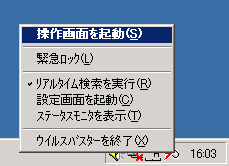 操作画面を起動(S)
緊急ロック(L)
リアルタイム検索を実行(R)
設定画面を起動(C)
ステータスモニタを表示(T)
ウイルスバスターを終了(X)
16:03